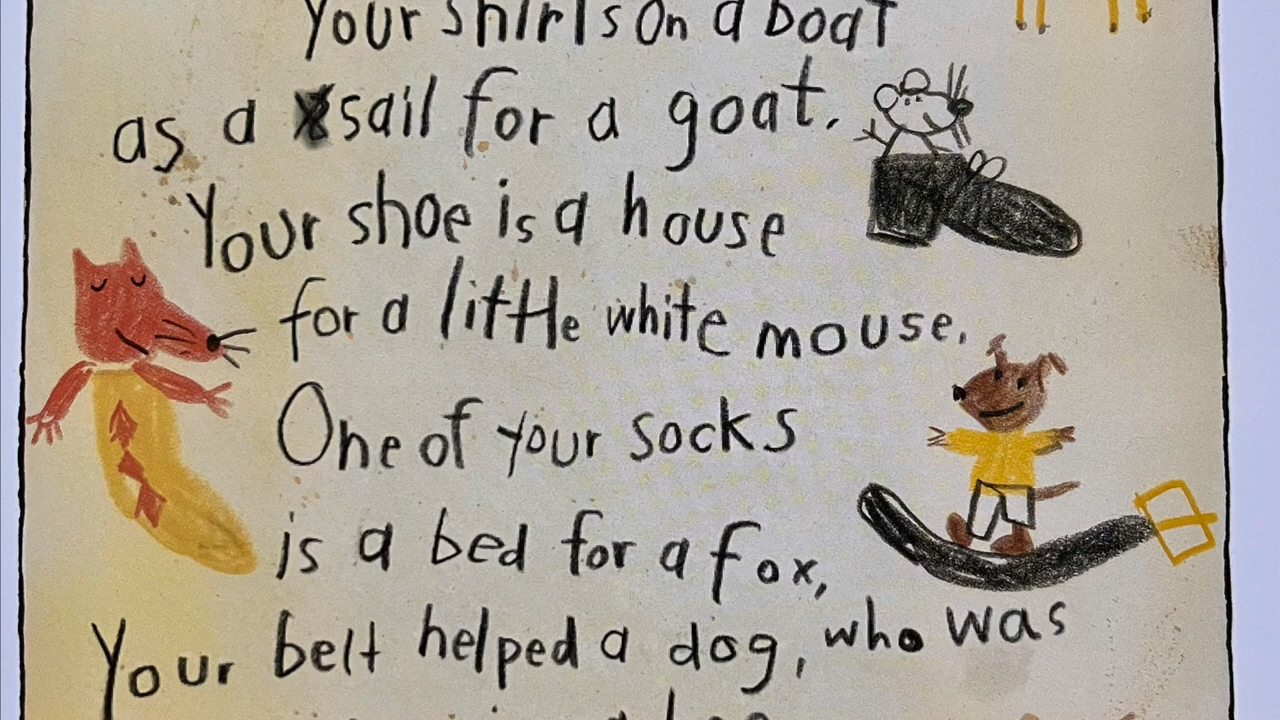 Your shirt's on a boat
as a sail for a goat.
Your shoe is a house
for a little white mouse.
One of your socks
is a bed for a fox,
Your belt helped a dog, who was